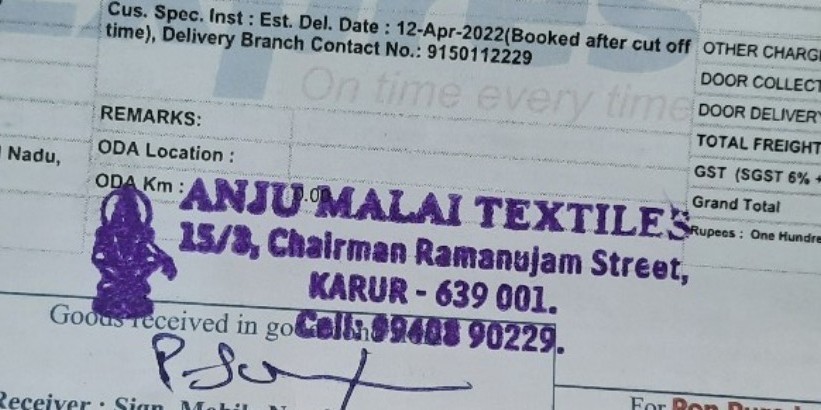 Cus. Spec. Inst : Est. Del. Date : 12-Apr-2022(Booked after cut off
time), Delivery Branch Contact No.: 9150112229
On time every time
OTHER CHARG
DOOR COLLECT
DOOR DELIVERY
TOTAL FREIGHT
GST (SGST 6% +
Grand Total
Rupees : One Hundre
REMARKS:
Nadu,
ODA Location :
ODA Km : 0.00
ANJU MALAI TEXTILES
15/3, Chairman Ramanujam Street,
KARUR - 639 001.
Cell: 99408 90229.
Goods received in go
Receiver : Sign
For